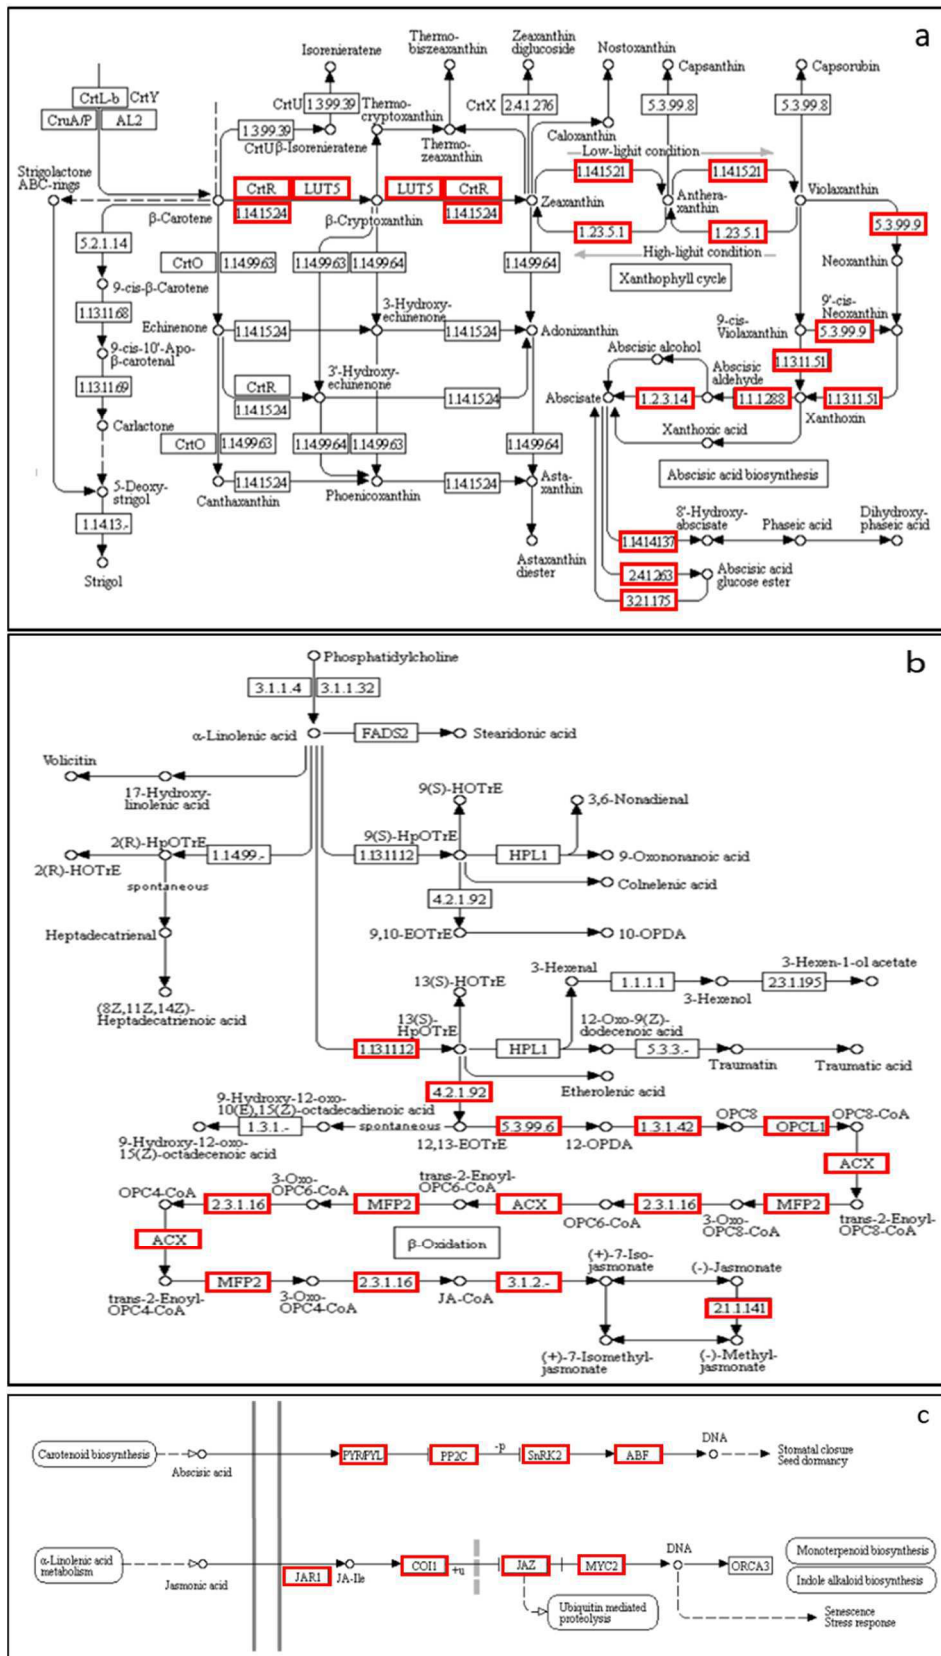 a
Isorenieratene
Thermo-
biszeaxanthin
Zeaxanthin
diglucoside
Nostoxanthin
Capsanthin
Capsorubin
CrtL-b
CrtY
CruA/P
AL2
CrtU
1.3.99.39
Thermo-
cryptoxanthin
CrtX
2.4.1.276
5.3.99.8
5.3.99.8
1.3.99.39
CrtU
β-Isorenieratene
Thermo-
zeaxanthin
Caloxanthin
Low-light condition
Strigolactone
ABC-rings
CrtR
LUT5
LUT5
CrtR
1.14.15.21
1.14.15.21
β-Carotene
1.14.15.24
β-Cryptoxanthin
1.14.15.24
Zeaxanthin
Anthera-
xanthin
Violaxanthin
5.2.1.14
1.23.5.1
1.23.5.1
5.3.99.9
High-light condition
Neoxanthin
CrtO
1.14.99.63
1.14.99.63
1.14.99.64
1.14.99.64
Xanthophyll cycle
9-cis-β-Carotene
1.13.11.68
3-Hydroxy-
echinenone
9-cis-
Violaxanthin
9'-cis-
Neoxanthin
Echinenone
1.14.15.24
1.14.15.24
Adonixanthin
5.3.99.9
9-cis-10'-Apo-
β-carotenal
3'-Hydroxy-
echinenone
Abscisic alcohol
Abscisic
aldehyde
1.13.11.51
1.13.11.69
CrtR
1.14.15.24
1.14.15.24
Abscisate
1.2.3.14
1.1.1.288
1.13.11.51
Xanthoxin
Carlactone
Xanthoxic acid
CrtO
1.14.99.63
1.14.99.64
1.14.99.63
1.14.99.64
5-Deoxy-
strigol
Canthaxanthin
1.14.15.24
Phoenicoxanthin
1.14.15.24
Asta-
xanthin
Abscisic acid biosynthesis
1.14.13.-
8'-Hydroxy-
abscisate
Phaseic acid
Dihydroxy-
phaseic acid
1.14.14.137
Strigol
Astaxanthin
diester
2.4.1.263
Abscisic acid
glucose ester
3.2.1.175
b
Phosphatidylcholine
3.1.1.4
3.1.1.32
α-Linolenic acid
FADS2
Stearidonic acid
Volicitin
17-Hydroxy-
linolenic acid
9(S)-HOTrE
3,6-Nonadienal
2(R)-HpOTrE
9(S)-HpOTrE
2(R)-HOTrE
1.14.99.-
1.13.11.12
HPL1
9-Oxononanoic acid
spontaneous
Colnelenic acid
4.2.1.92
Heptadecatrienal
9,10-EOTrE
10-OPDA
13(S)-HOTrE
3-Hexenal
1.1.1.1
3-Hexenol
2.3.1.195
3-Hexen-1-ol acetate
(8Z,11Z,14Z)-
Heptadecatrienoic acid
13(S)-
HpOTrE
12-Oxo-9(Z)-
dodecenoic acid
1.13.11.12
HPL1
5.3.3.-
Traumatin
Traumatic acid
4.2.1.92
Etherolenic acid
9-Hydroxy-12-oxo-
10(E),15(Z)-octadecadienoic acid
1.3.1.-
spontaneous
12,13-EOTrE
5.3.99.6
12-OPDA
1.3.1.42
OPC8
OPCL1
OPC8-CoA
9-Hydroxy-12-oxo-
15(Z)-octadecenoic acid
ACX
OPC4-CoA
2.3.1.16
3-Oxo-
OPC6-CoA
MFP2
trans-2-Enoyl-
OPC6-CoA
ACX
OPC6-CoA
2.3.1.16
3-Oxo-
OPC8-CoA
MFP2
trans-2-Enoyl-
OPC8-CoA
ACX
β-Oxidation
(+)-7-Iso-
jasmonate
(-)-Jasmonate
trans-2-Enoyl-
OPC4-CoA
MFP2
3-Oxo-
OPC4-CoA
2.3.1.16
JA-CoA
3.1.2.-
2.1.1.141
(+)-7-Isomethyl-
jasmonate
(-)-Methyl-
jasmonate
c
Carotenoid biosynthesis
Abscisic acid
PYR/PYL
PP2C
-p
SnRK2
ABF
DNA
Stomatal closure
Seed dormancy
α-Linolenic acid
metabolism
Jasmonic acid
JAR1
JA-Ile
COI1
+u
JAZ
MYC2
DNA
ORCA3
Monoterpenoid biosynthesis
Indole alkaloid biosynthesis
Ubiquitin mediated
proteolysis
Senescence
Stress response